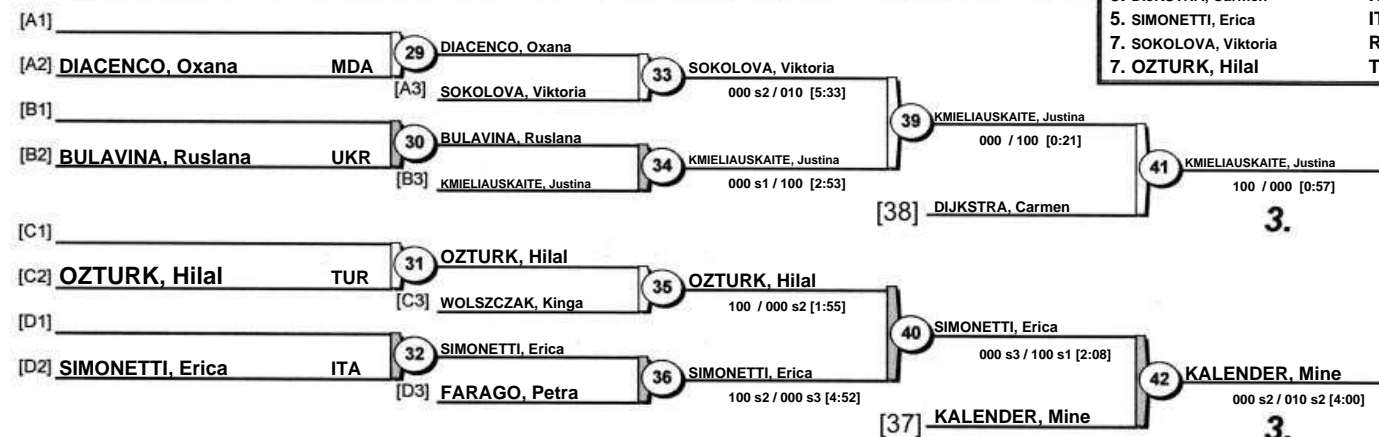 5. SIMONETTI, Erica
7. SOKOLOVA, Viktoria R
7. OZTURK, Hilal T
[A1]
[A2] DIACENCO, Oxana MDA
29
DIACENCO, Oxana
[A3] SOKOLOVA, Viktoria
33
SOKOLOVA, Viktoria
000 s2 / 010 [5:33]
[B1]
[B2] BULAVINA, Ruslana UKR
30
BULAVINA, Ruslana
[B3] KMIELIAUSKAITE, Justina
34
KMIELIAUSKAITE, Justina
000 s1 / 100 [2:53]
39
KMIELIAUSKAITE, Justina
000 / 100 [0:21]
[38] DIJKSTRA, Carmen
41
KMIELIAUSKAITE, Justina
100 / 000 [0:57]
3.
[C1]
[C2] OZTURK, Hilal TUR
31
OZTURK, Hilal
[C3] WOLSZCZAK, Kinga
35
OZTURK, Hilal
100 / 000 s2 [1:55]
[D1]
[D2] SIMONETTI, Erica ITA
32
SIMONETTI, Erica
[D3] FARAGO, Petra
36
SIMONETTI, Erica
100 s2 / 000 s3 [4:52]
40
SIMONETTI, Erica
000 s3 / 100 s1 [2:08]
[37] KALENDER, Mine
42
KALENDER, Mine
000 s2 / 010 s2 [4:00]
3.